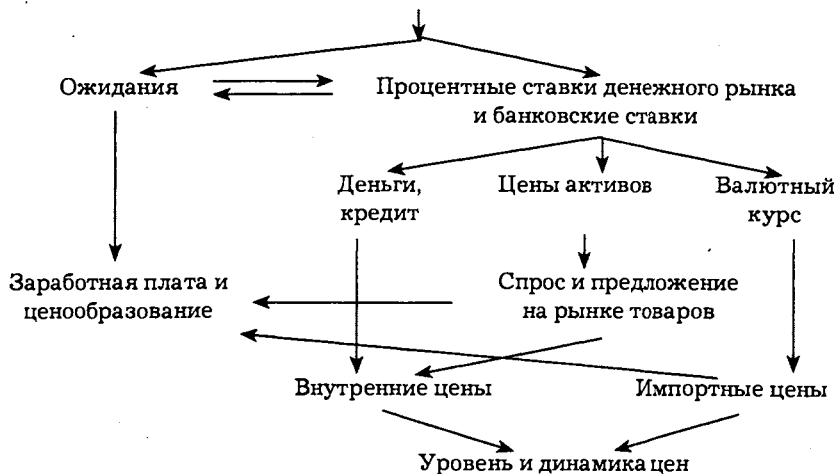 Ожидания
Процентные ставки денежного рынка
и банковские ставки
Деньги,
кредит
Цены активов
Валютный
курс
Заработная плата и
ценообразование
Спрос и предложение
на рынке товаров
Внутренние цены
Импортные цены
Уровень и динамика цен